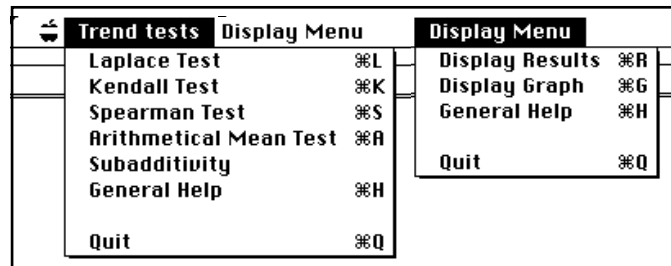 Trend tests Display Menu
Laplace Test ⌘L
Kendall Test ⌘K
Spearman Test ⌘S
Arithmetical Mean Test ⌘A
Subadditivity
General Help ⌘H
Quit ⌘Q
Display Menu
Display Results ⌘R
Display Graph ⌘G
General Help ⌘H
Quit ⌘Q